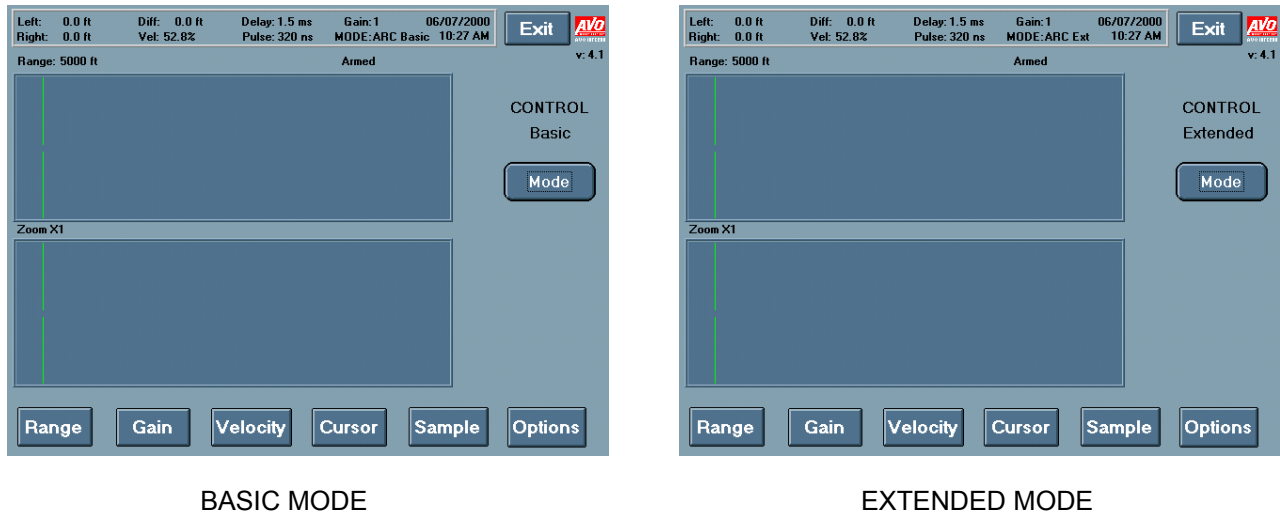 Left: 0.0 ft Diff: 0.0 ft Delay: 1.5 ms Gain: 1 06/07/2000
Right: 0.0 ft Vel: 52.8% Pulse: 320 ns MODE: ARC Basic 10:27 AM
Exit
AVO
v: 4.1
Range: 5000 ft Armed
CONTROL
Basic
Mode
Zoom X1
Range Gain Velocity Cursor Sample Options
BASIC MODE
Left: 0.0 ft Diff: 0.0 ft Delay: 1.5 ms Gain: 1 06/07/2000
Right: 0.0 ft Vel: 52.8% Pulse: 320 ns MODE: ARC Ext 10:27 AM
Exit
AVO
v: 4.1
Range: 5000 ft Armed
CONTROL
Extended
Mode
Zoom X1
Range Gain Velocity Cursor Sample Options
EXTENDED MODE